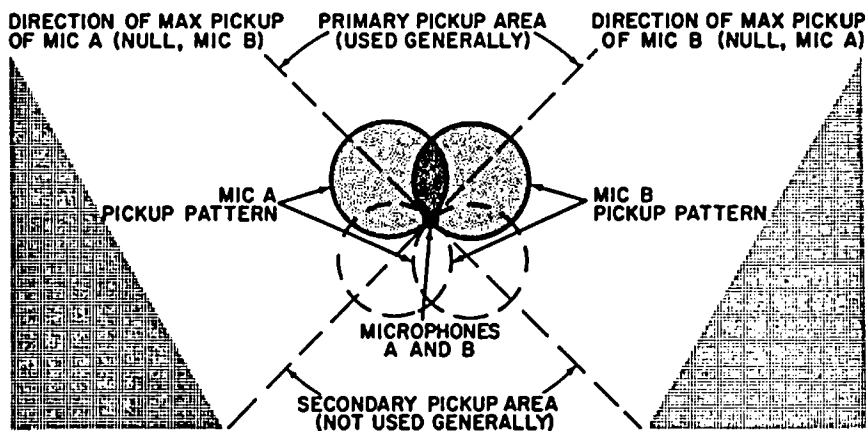 DIRECTION OF MAX PICKUP
OF MIC A (NULL, MIC B)
PRIMARY PICKUP AREA
(USED GENERALLY)
DIRECTION OF MAX PICKUP
OF MIC B (NULL, MIC A)
MIC A
PICKUP PATTERN
MIC B
PICKUP PATTERN
MICROPHONES
A AND B
SECONDARY PICKUP AREA
(NOT USED GENERALLY)